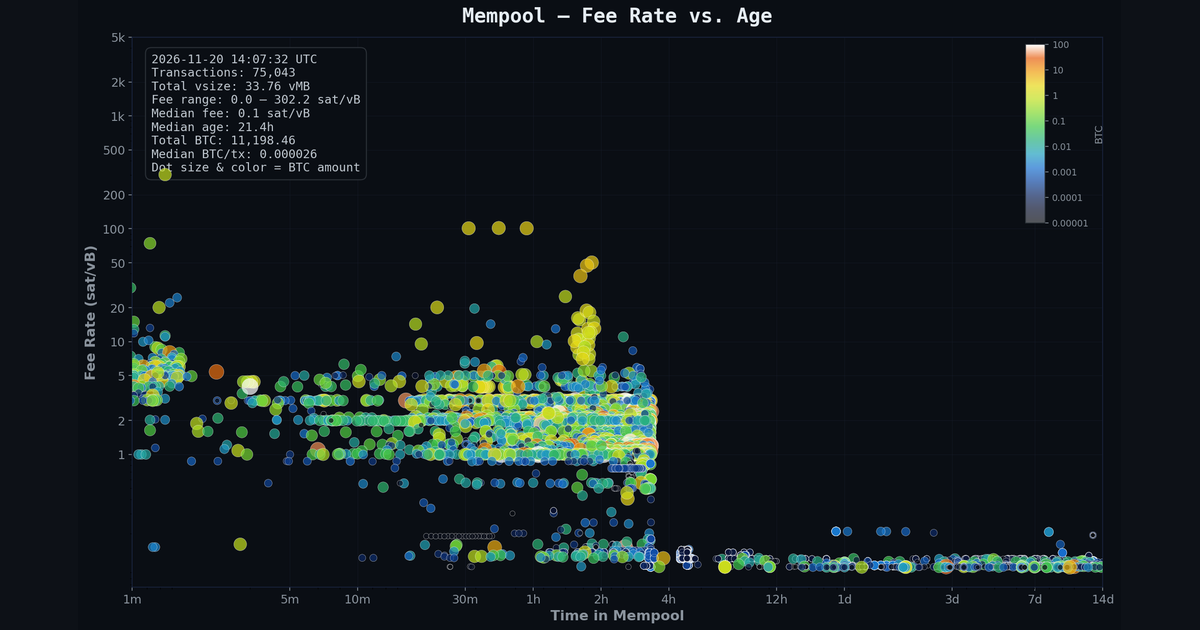 Mempool — Fee Rate vs. Age
5k
2k
1k
500
200
100
50
20
10
5
2
1
Fee Rate (sat/vB)
2026-11-20 14:07:32 UTC
Transactions: 75,043
Total vsize: 33.76 vMB
Fee range: 0.0 — 302.2 sat/vB
Median fee: 0.1 sat/vB
Median age: 21.4h
Total BTC: 11,198.46
Median BTC/tx: 0.000026
Dot size & color = BTC amount
100
10
1
0.1
0.01
0.001
0.0001
0.00001
BTC
1m 5m 10m 30m 1h 2h 4h 12h 1d 3d 7d 14d
Time in Mempool